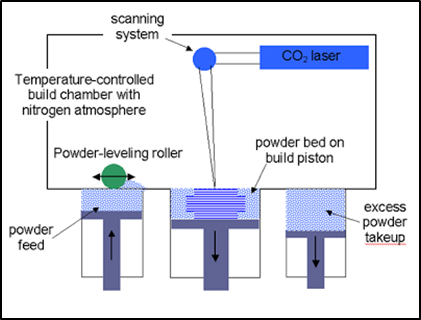 scanning
system
CO₂ laser
Temperature-controlled
build chamber with
nitrogen atmosphere
Powder-leveling roller
powder bed on
build piston
powder
feed
excess
powder
takeup